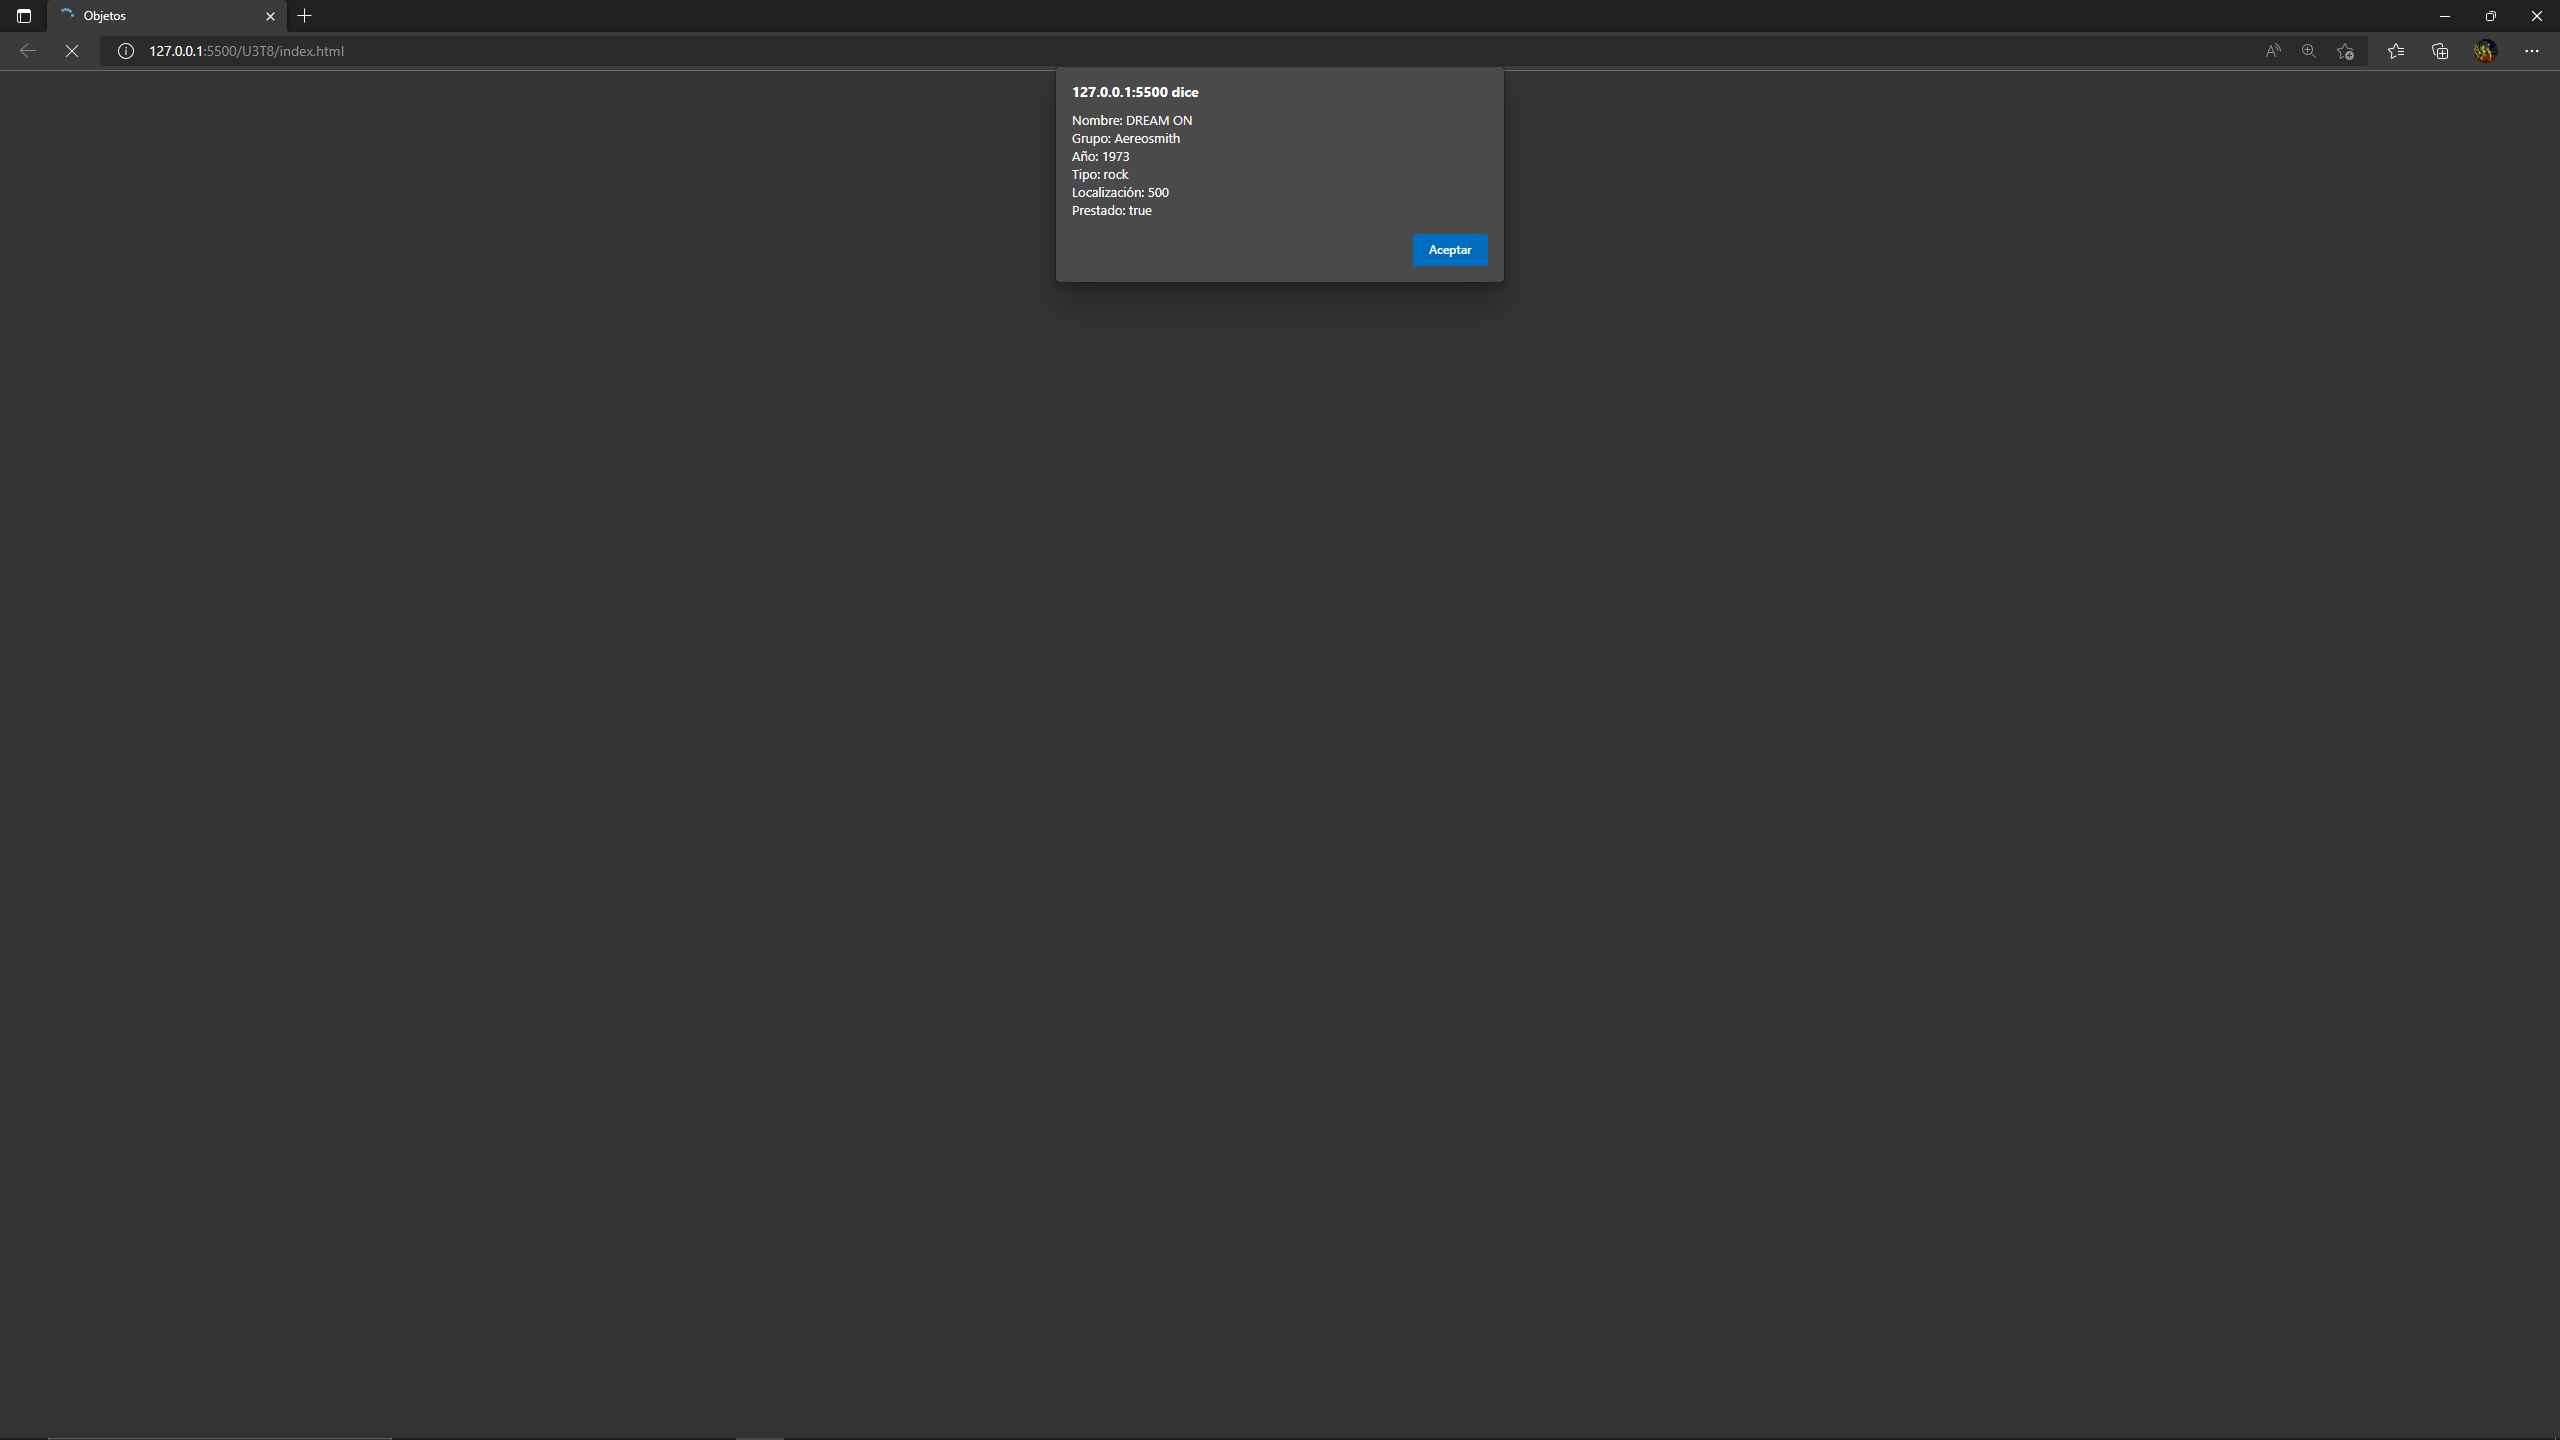 Objetos
127.0.0.1:5500/U3T8/index.html
127.0.0.1:5500 dice
Nombre: DREAM ON
Grupo: Aereosmith
Año: 1973
Tipo: rock
Localización: 500
Prestado: true
Aceptar